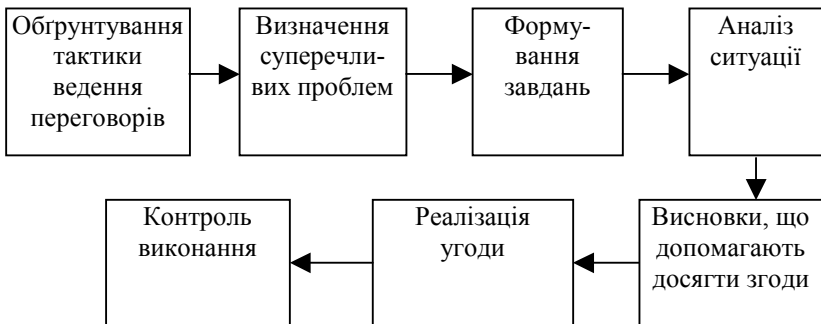 Обґрунтування
тактики
ведення
переговорів
Визначення
суперечли-
вих проблем
Форму-
вання
завдань
Аналіз
ситуації
Висновки, що
допомагають
досягти згоди
Реалізація
угоди
Контроль
виконання